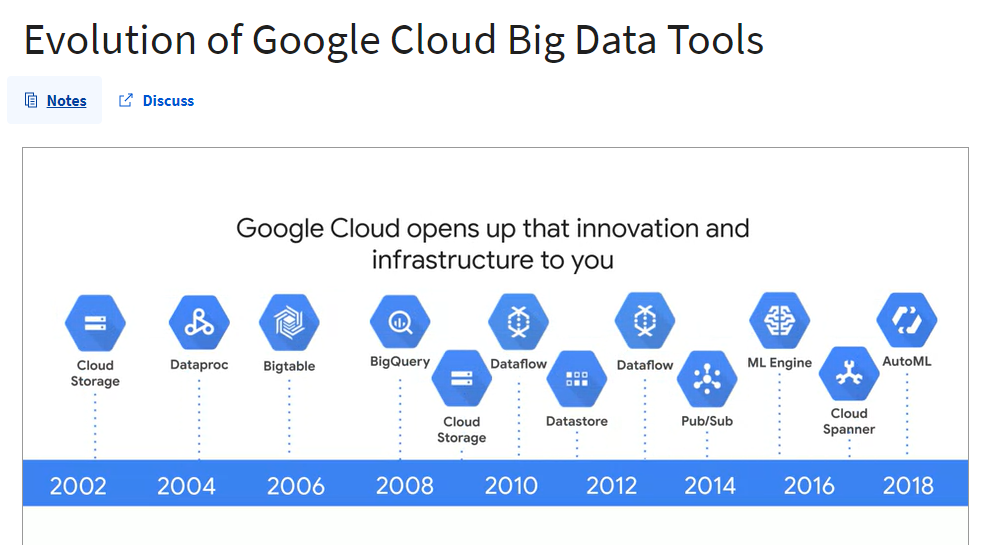 Evolution of Google Cloud Big Data Tools
Notes
Discuss
Google Cloud opens up that innovation and
infrastructure to you
Cloud
Storage
Dataproc
Bigtable
BigQuery
Cloud
Storage
Dataflow
Datastore
Dataflow
Pub/Sub
ML Engine
Cloud
Spanner
AutoML
2002 2004 2006 2008 2010 2012 2014 2016 2018